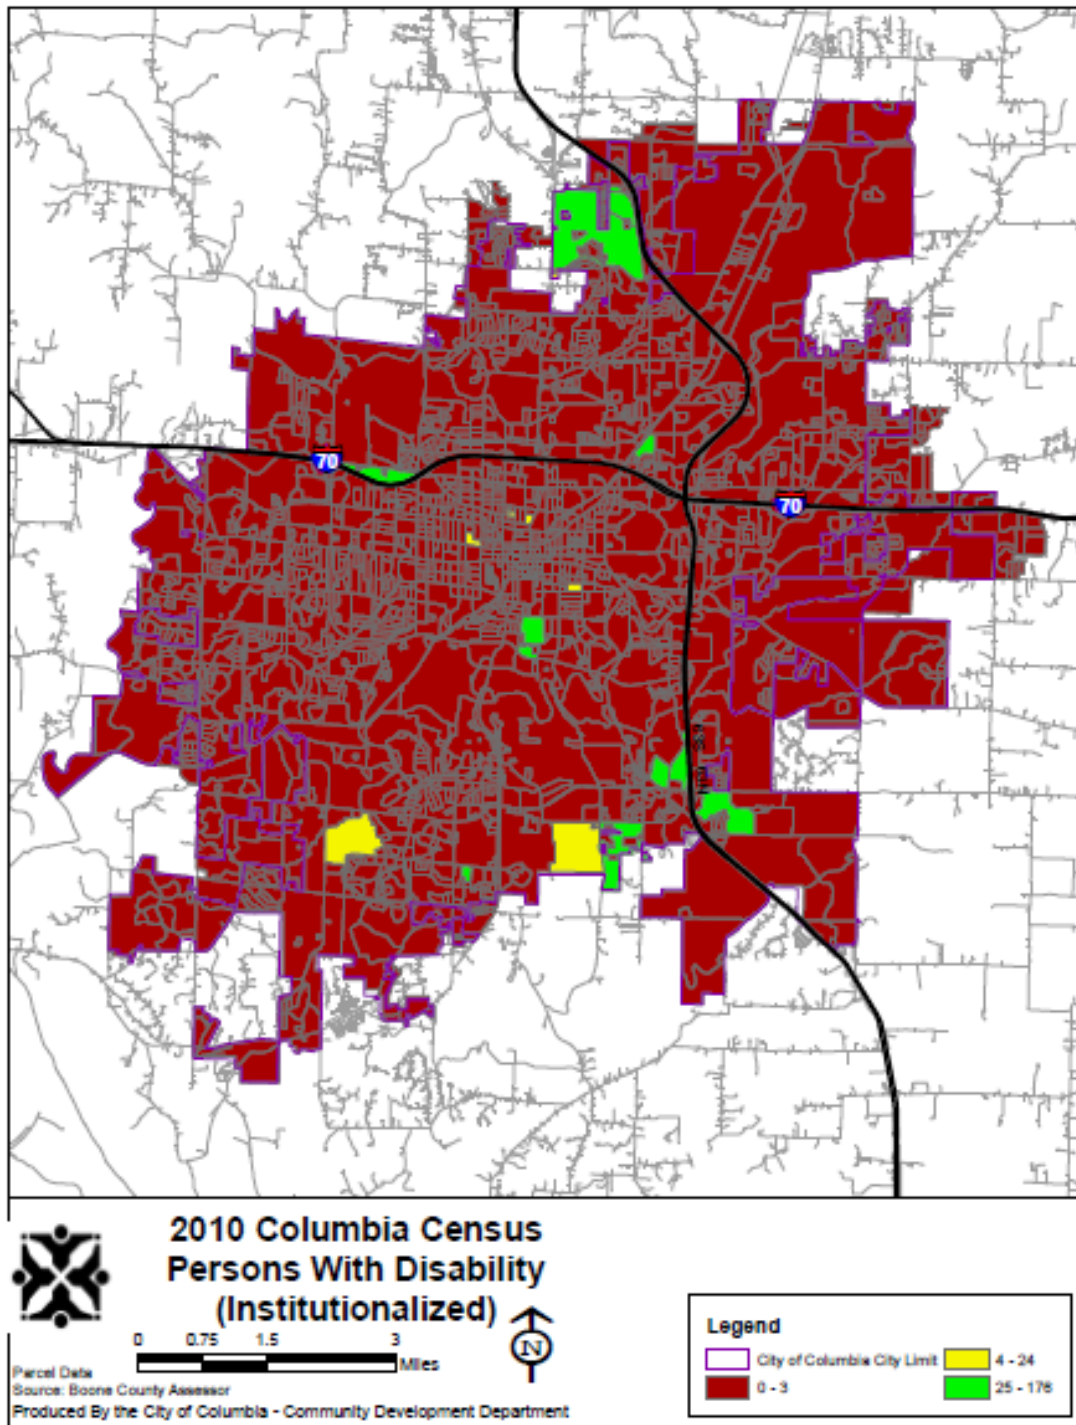 70
70
2010 Columbia Census
Persons With Disability
(Institutionalized)
0 0.75 1.5 3
Miles
N
Parcel Data
Source: Boone County Assessor
Produced By the City of Columbia - Community Development Department
Legend
City of Columbia City Limit
0 - 3
4 - 24
25 - 176